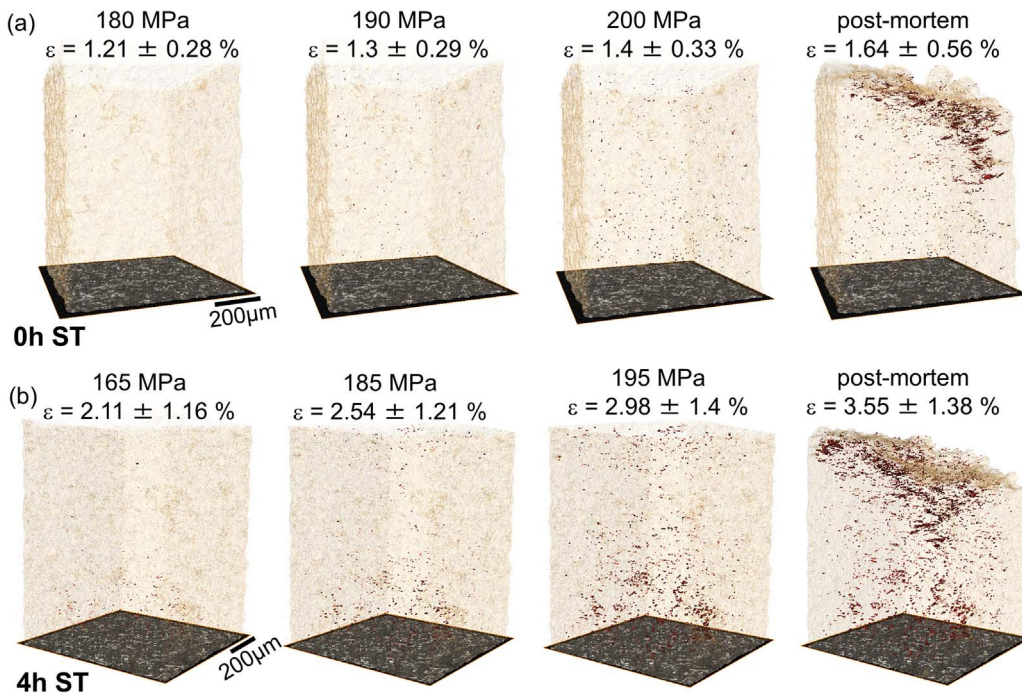 (a)
180 MPa
ε = 1.21 ± 0.28 %
190 MPa
ε = 1.3 ± 0.29 %
200 MPa
ε = 1.4 ± 0.33 %
post-mortem
ε = 1.64 ± 0.56 %
200μm
0h ST
(b)
165 MPa
ε = 2.11 ± 1.16 %
185 MPa
ε = 2.54 ± 1.21 %
195 MPa
ε = 2.98 ± 1.4 %
post-mortem
ε = 3.55 ± 1.38 %
200μm
4h ST